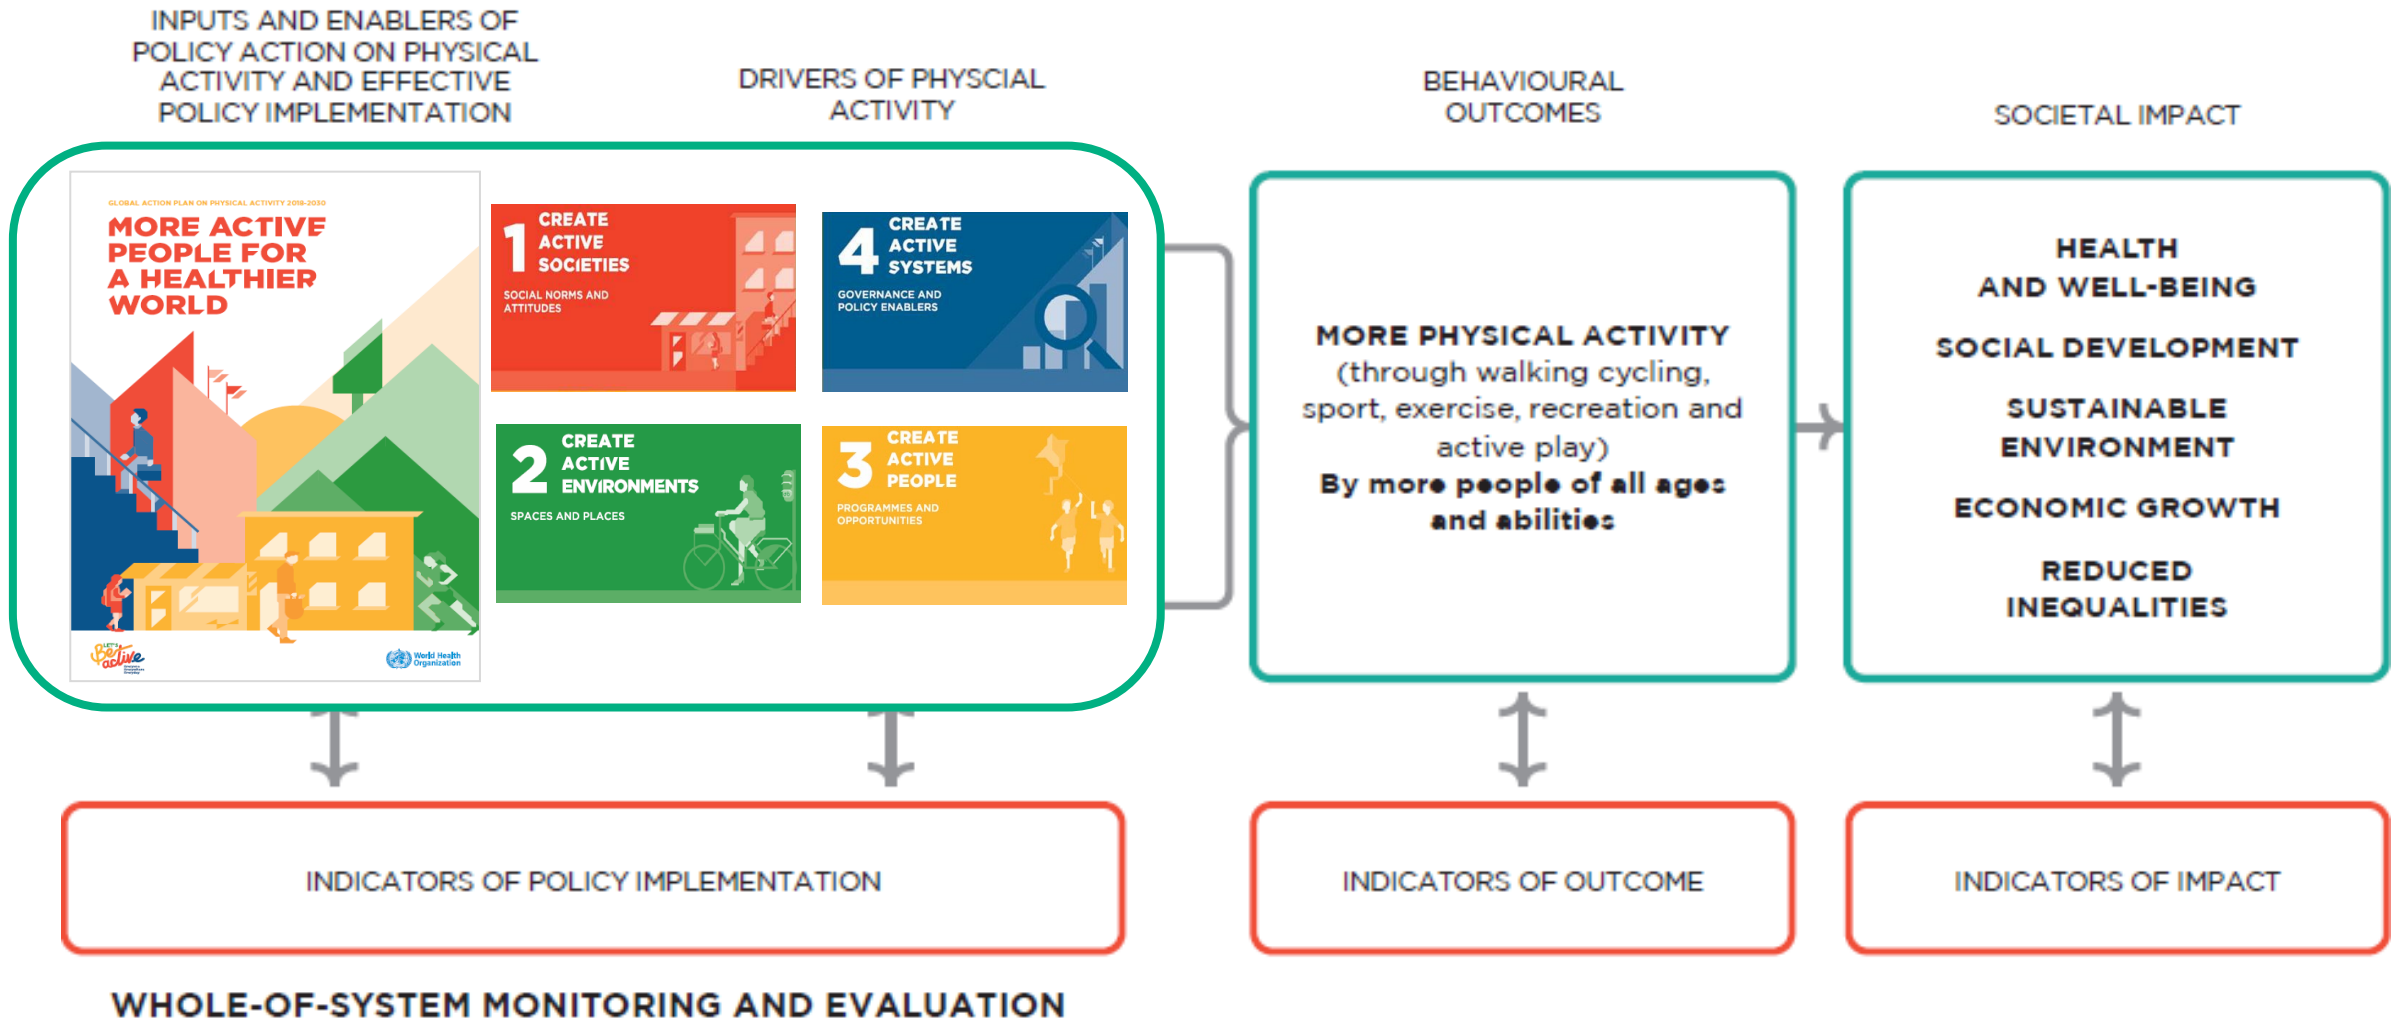 INPUTS AND ENABLERS OF
POLICY ACTION ON PHYSICAL
ACTIVITY AND EFFECTIVE
POLICY IMPLEMENTATION
DRIVERS OF PHYSCIAL
ACTIVITY
BEHAVIOURAL
OUTCOMES
SOCIETAL IMPACT
GLOBAL ACTION PLAN ON PHYSICAL ACTIVITY 2018-2030
MORE ACTIVE
PEOPLE FOR
A HEALTHIER
WORLD
LET'S
Be
active
World Health
Organization
1
CREATE
ACTIVE
SOCIETIES
SOCIAL NORMS AND
ATTITUDES
4
CREATE
ACTIVE
SYSTEMS
GOVERNANCE AND
POLICY ENABLERS
2
CREATE
ACTIVE
ENVIRONMENTS
SPACES AND PLACES
3
CREATE
ACTIVE
PEOPLE
PROGRAMMES AND
OPPORTUNITIES
MORE PHYSICAL ACTIVITY
(through walking cycling,
sport, exercise, recreation and
active play)
By more people of all ages
and abilities
HEALTH
AND WELL-BEING
SOCIAL DEVELOPMENT
SUSTAINABLE
ENVIRONMENT
ECONOMIC GROWTH
REDUCED
INEQUALITIES
INDICATORS OF POLICY IMPLEMENTATION
INDICATORS OF OUTCOME
INDICATORS OF IMPACT
WHOLE-OF-SYSTEM MONITORING AND EVALUATION